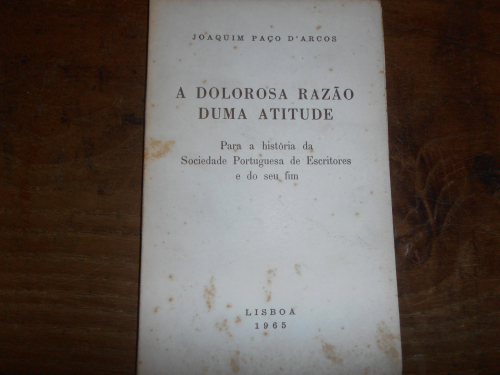 JOAQUIM PAÇO D'ARCOS
A DOLOROSA RAZÃO
DUMA ATITUDE
Para a história da
Sociedade Portuguesa de Escritores
e do seu fim
LISBOA
1965